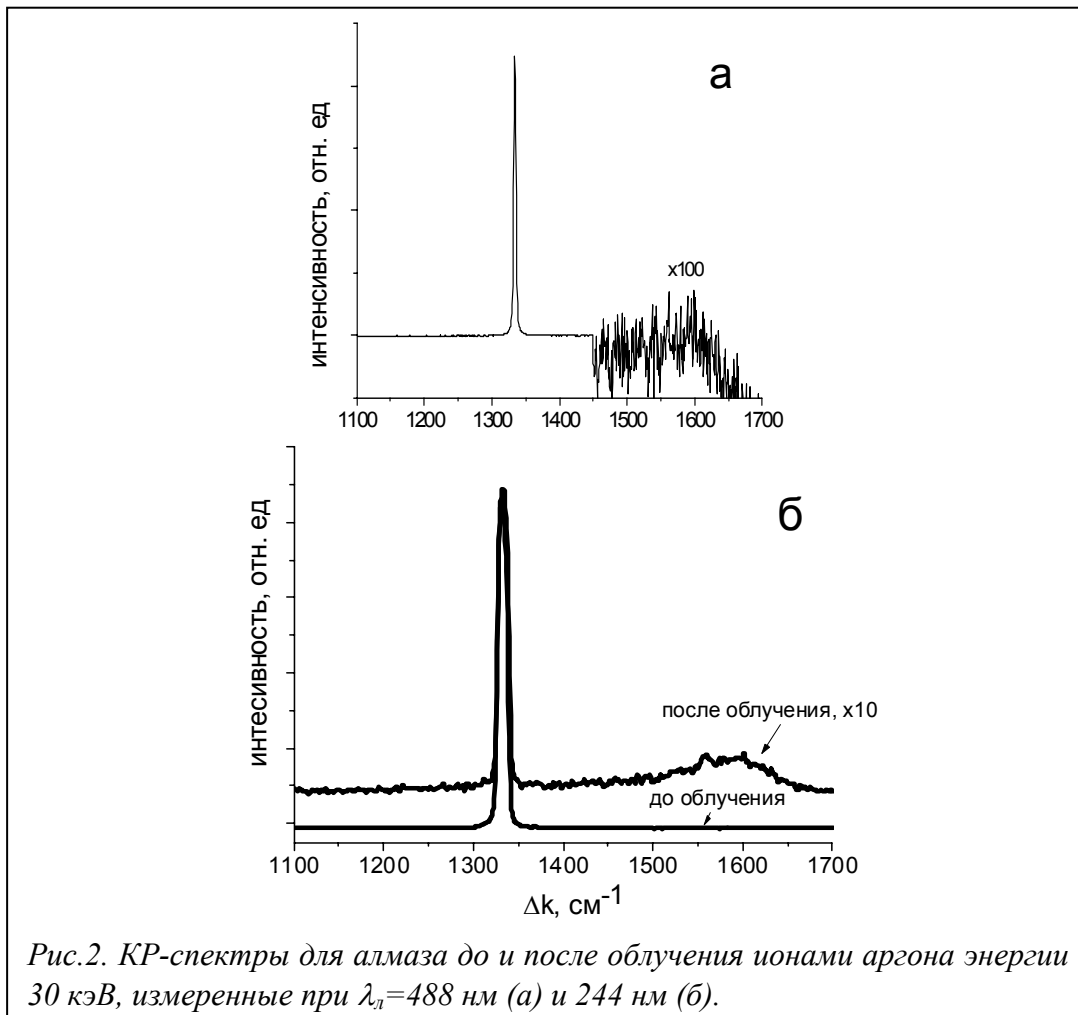 а
интенсивность, отн. ед
x100
1100 1200 1300 1400 1500 1600 1700
б
интесивность, отн. ед
после облучения, x10
до облучения
1100 1200 1300 1400 1500 1600 1700
Δk, см⁻¹
Рис.2. КР-спектры для алмаза до и после облучения ионами аргона энергии
30 кэВ, измеренные при λл=488 нм (а) и 244 нм (б).